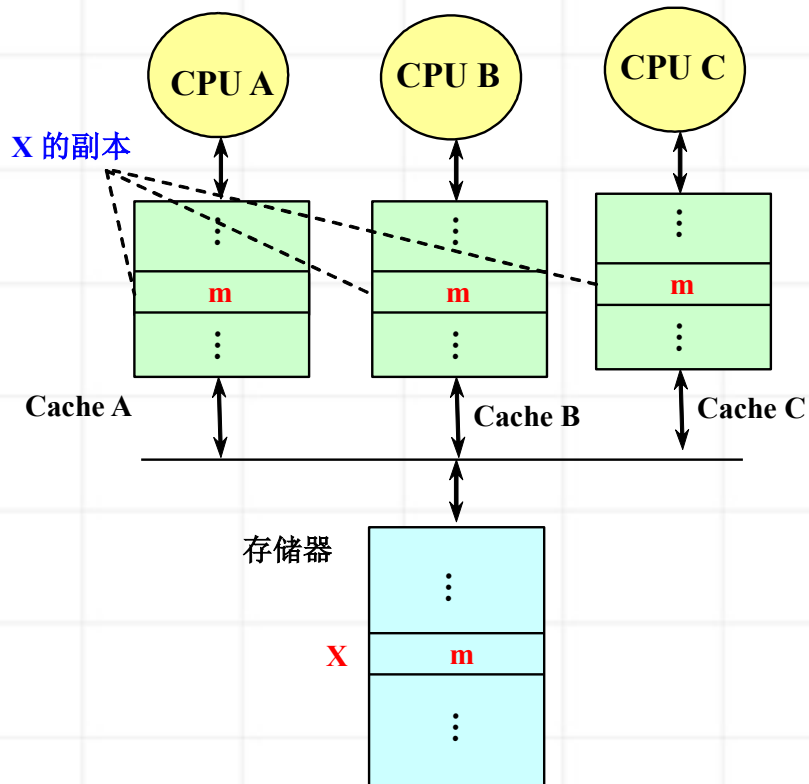 CPU A
CPU B
CPU C
X 的副本
⋮
⋮
⋮
m
m
m
⋮
⋮
⋮
Cache A
Cache B
Cache C
存储器
⋮
X
m
⋮